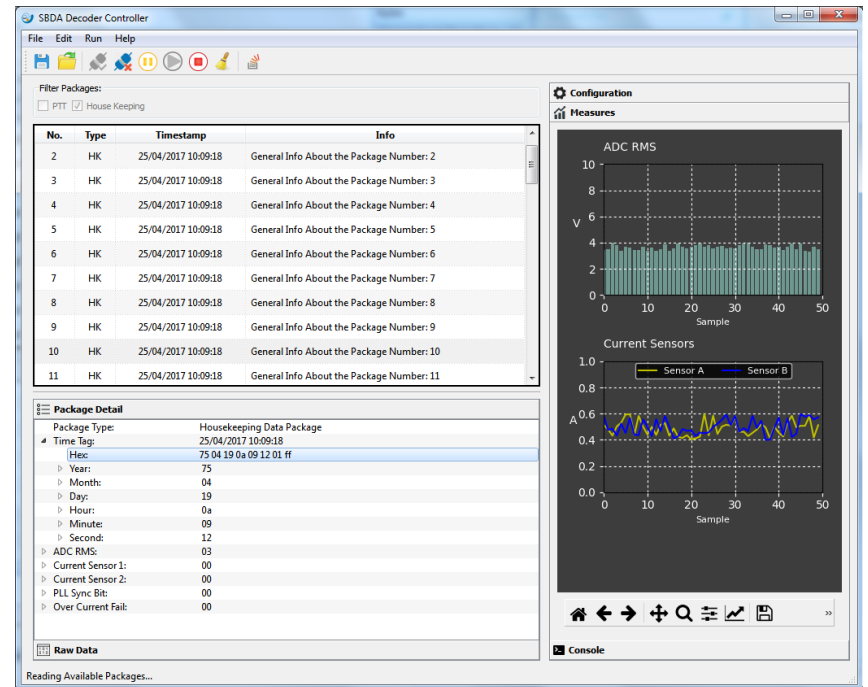 SBDA Decoder Controller
File Edit Run Help
Filter Packages:
PTT House Keeping
No. Type Timestamp Info
2 HK 25/04/2017 10:09:18 General Info About the Package Number: 2
3 HK 25/04/2017 10:09:18 General Info About the Package Number: 3
4 HK 25/04/2017 10:09:18 General Info About the Package Number: 4
5 HK 25/04/2017 10:09:18 General Info About the Package Number: 5
6 HK 25/04/2017 10:09:18 General Info About the Package Number: 6
7 HK 25/04/2017 10:09:18 General Info About the Package Number: 7
8 HK 25/04/2017 10:09:18 General Info About the Package Number: 8
9 HK 25/04/2017 10:09:18 General Info About the Package Number: 9
10 HK 25/04/2017 10:09:18 General Info About the Package Number: 10
11 HK 25/04/2017 10:09:18 General Info About the Package Number: 11
Package Detail
Package Type: Housekeeping Data Package
Time Tag: 25/04/2017 10:09:18
Hex: 75 04 19 0a 09 12 01 ff
Year: 75
Month: 04
Day: 19
Hour: 0a
Minute: 09
Second: 12
ADC RMS: 03
Current Sensor 1: 00
Current Sensor 2: 00
PLL Sync Bit: 00
Over Current Fail: 00
Raw Data
Reading Available Packages...
Configuration
Measures
ADC RMS
10
8
6
V
4
2
0
0 10 20 30 40 50
Sample
Current Sensors
1.0
Sensor A Sensor B
0.8
A 0.6
0.4
0.2
0.0
0 10 20 30 40 50
Sample
Console